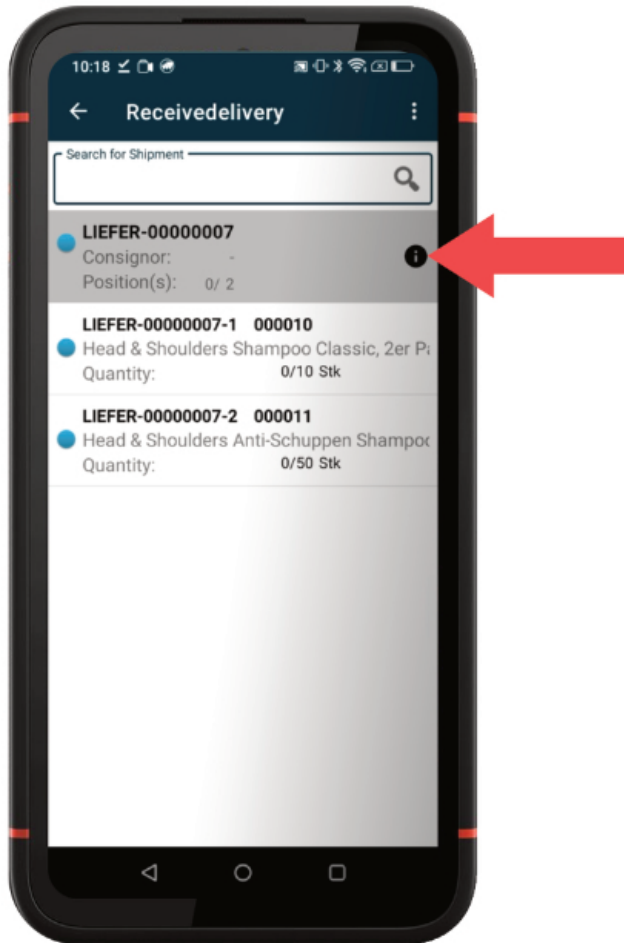 10:18
Receivedelivery
Search for Shipment
LIEFER-00000007
Consignor: -
Position(s): 0/ 2
LIEFER-00000007-1 000010
Head & Shoulders Shampoo Classic, 2er
Quantity: 0/10 Stk
LIEFER-00000007-2 000011
Head & Shoulders Anti-Schuppen Shampoo
Quantity: 0/50 Stk